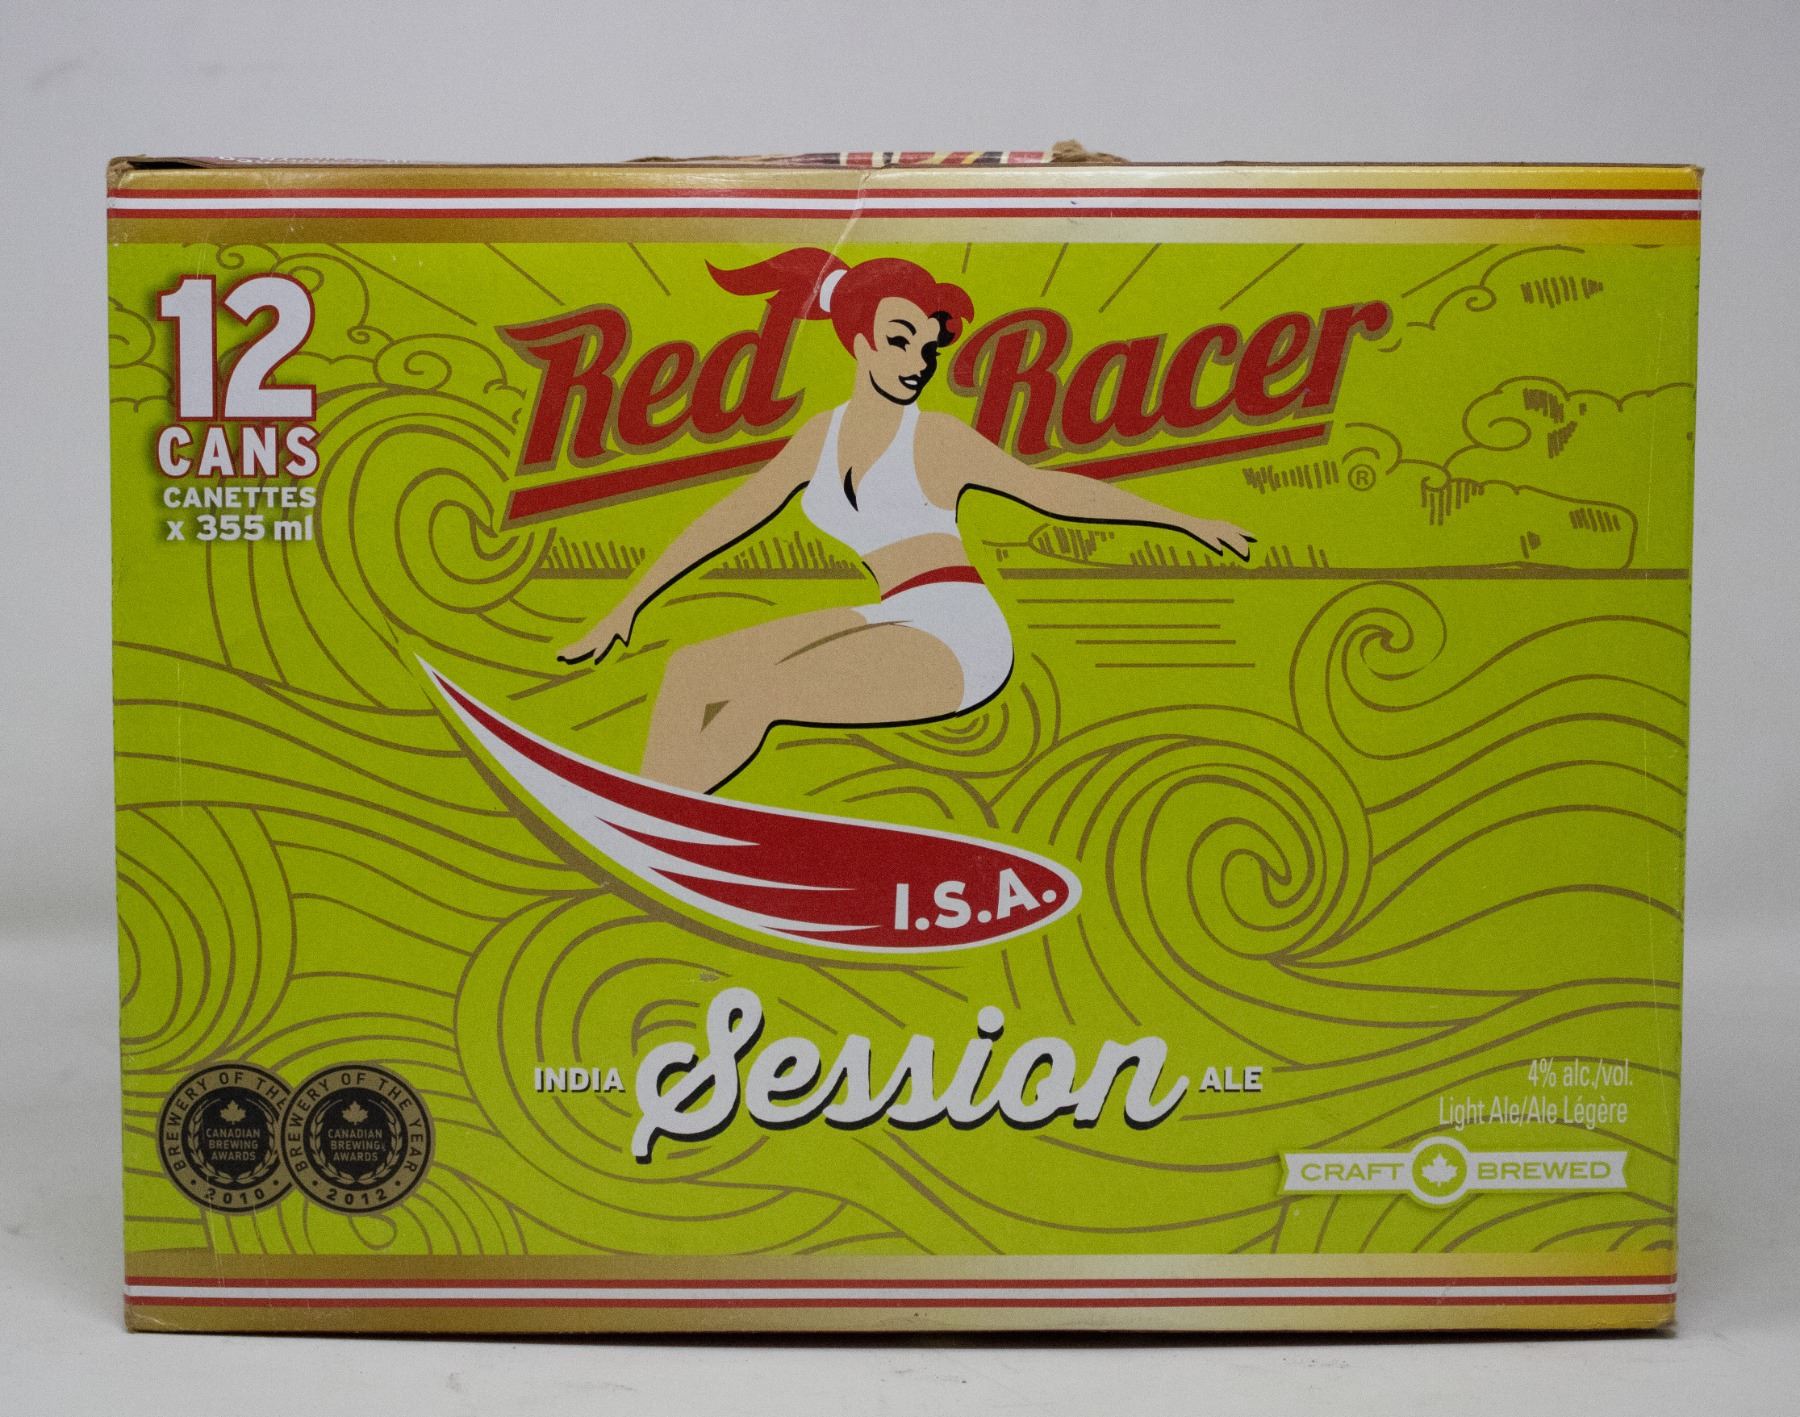 12
CANS
CANETTES
x 355 ml
Red Racer
®
I.S.A.
INDIA Session ALE
BREWERY OF THE
CANADIAN
BREWING
AWARDS
2010
BREWERY OF THE YEAR
CANADIAN
BREWING
AWARDS
2012
4% alc./vol.
Light Ale/Ale Légère
CRAFT BREWED